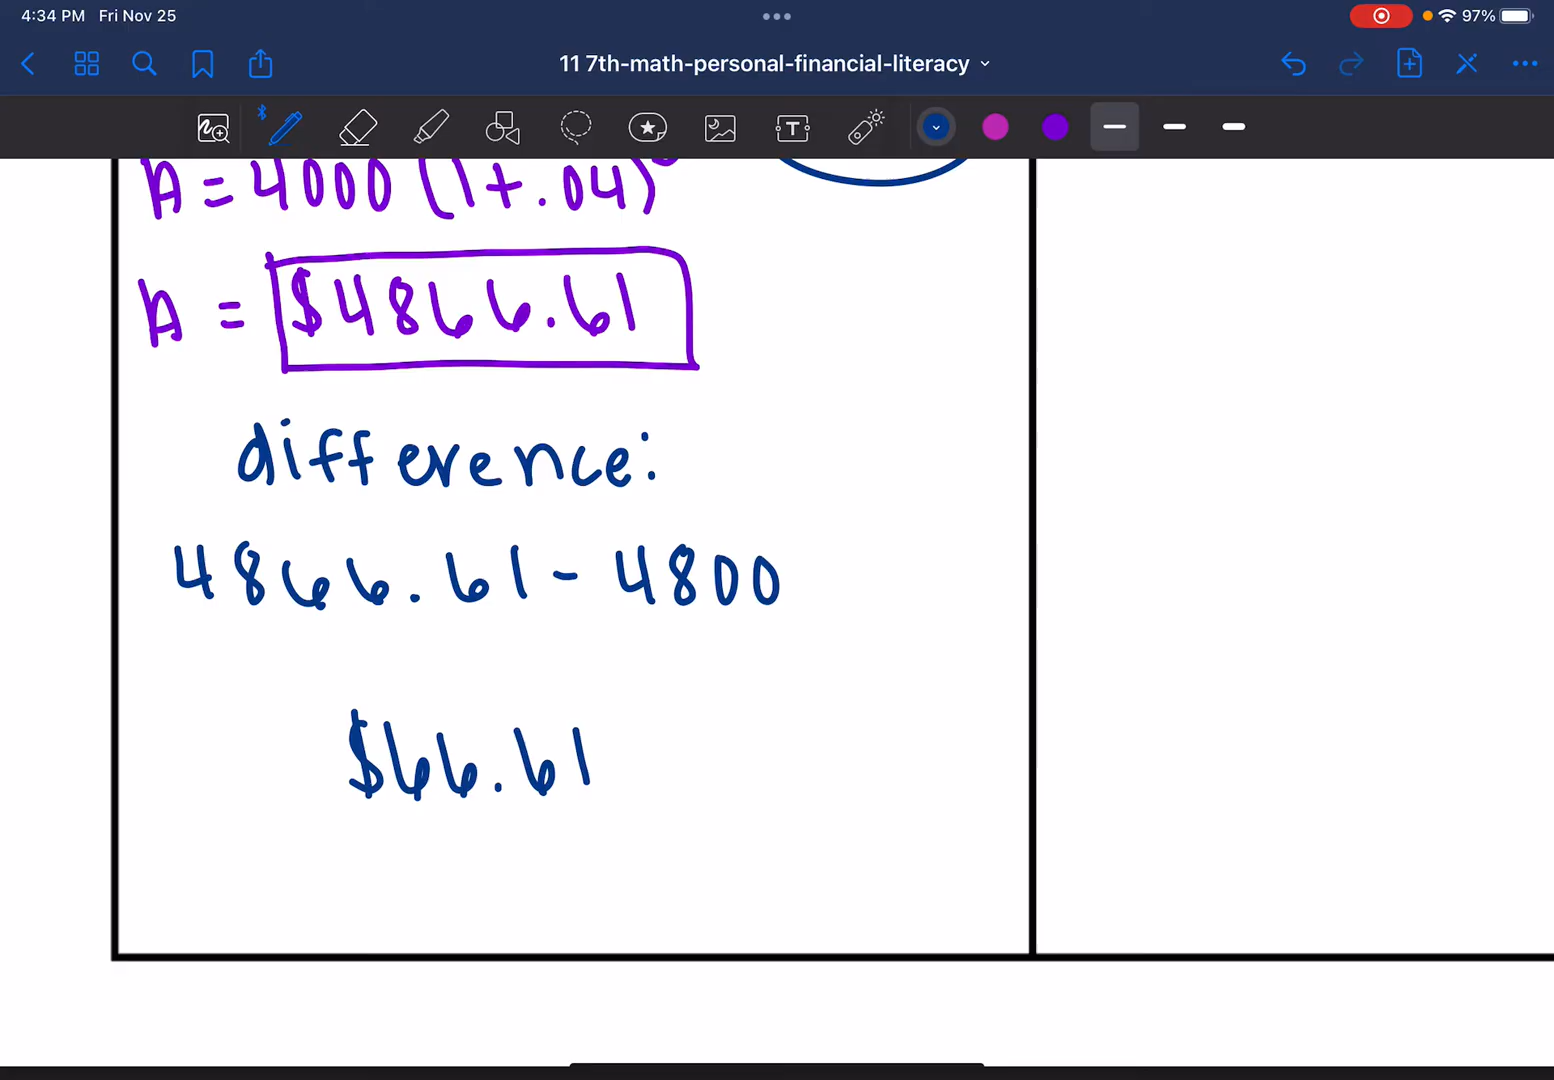 4:34 PM Fri Nov 25
97%
11 7th-math-personal-financial-literacy
A = 4000 (1+.04)
A = $4866.61
difference:
4866.61 - 4800
$66.61